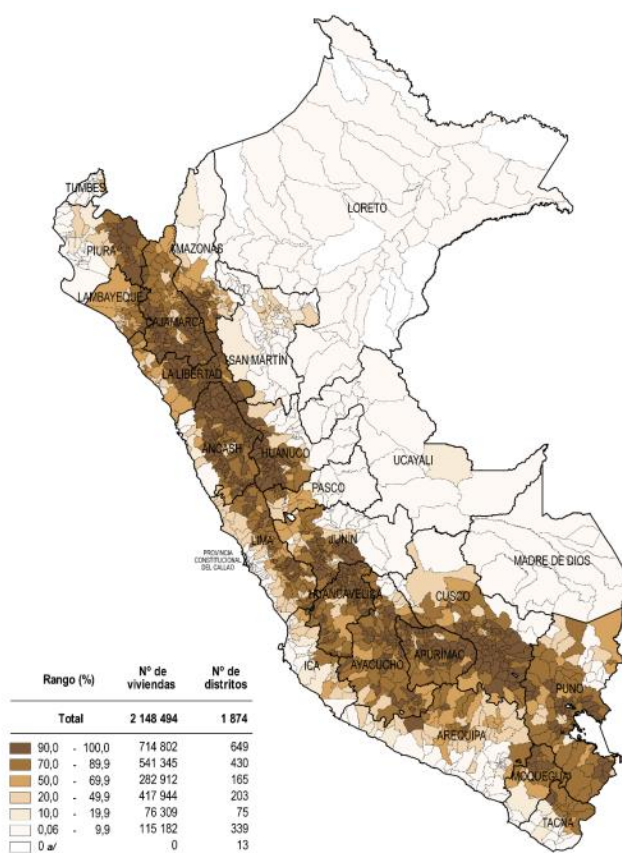 TUMBES
LORETO
PIURA
AMAZONAS
LAMBAYEQUE
CAJAMARCA
SAN MARTÍN
LA LIBERTAD
ANCASH
HUANUCO
UCAYALI
PASCO
LIMA
JUNÍN
PROVINCIA
CONSTITUCIONAL
DEL CALLAO
MADRE DE DIOS
HUANCAVELICA
CUSCO
ICA
AYACUCHO
APURIMAC
PUNO
AREQUIPA
MOQUEGUA
TACNA
Rango (%) Nº de viviendas Nº de distritos
Total 2 148 494 1 874
90,0 - 100,0 714 802 649
70,0 - 89,9 541 345 430
50,0 - 69,9 282 912 165
20,0 - 49,9 417 944 203
10,0 - 19,9 76 309 75
0,06 - 9,9 115 182 339
0 a/ 0 13